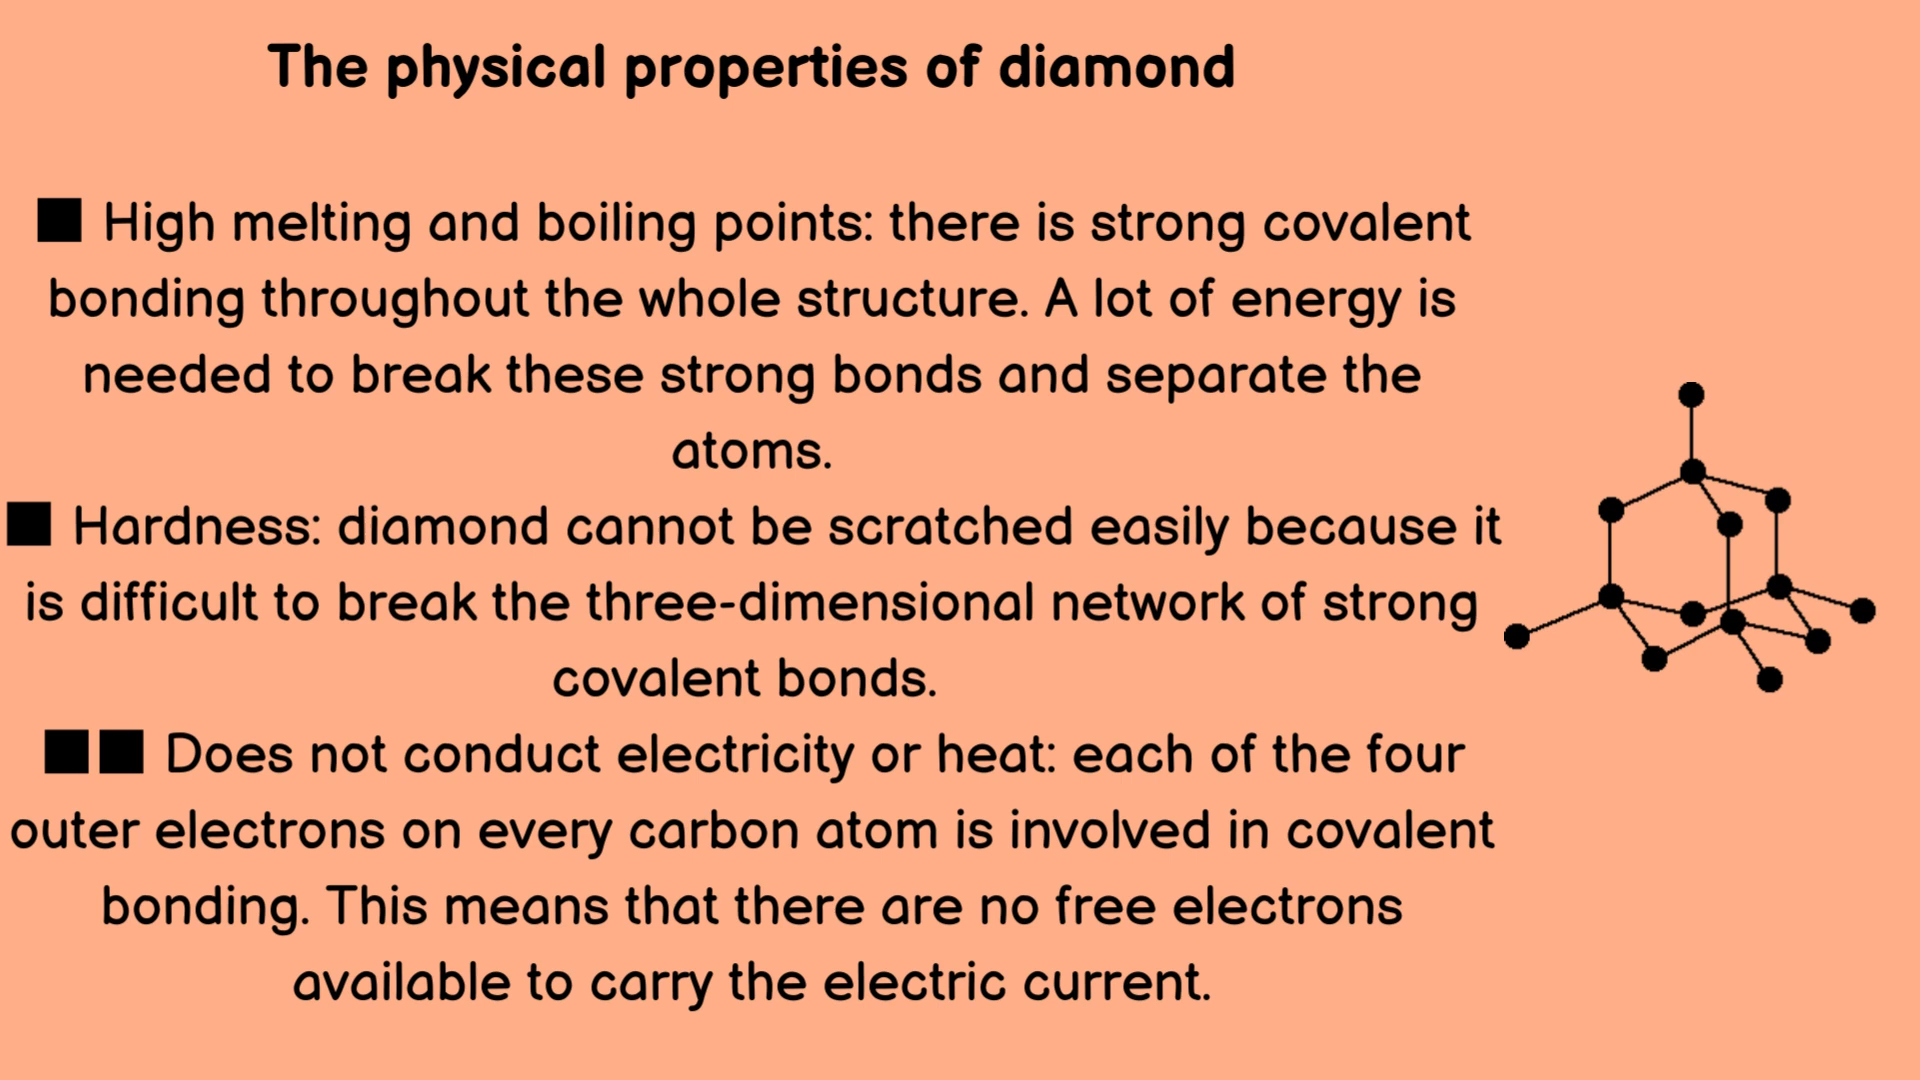 The physical properties of diamond
■ High melting and boiling points: there is strong covalent
bonding throughout the whole structure. A lot of energy is
needed to break these strong bonds and separate the
atoms.
■ Hardness: diamond cannot be scratched easily because it
is difficult to break the three-dimensional network of strong
covalent bonds.
■■ Does not conduct electricity or heat: each of the four
outer electrons on every carbon atom is involved in covalent
bonding. This means that there are no free electrons
available to carry the electric current.